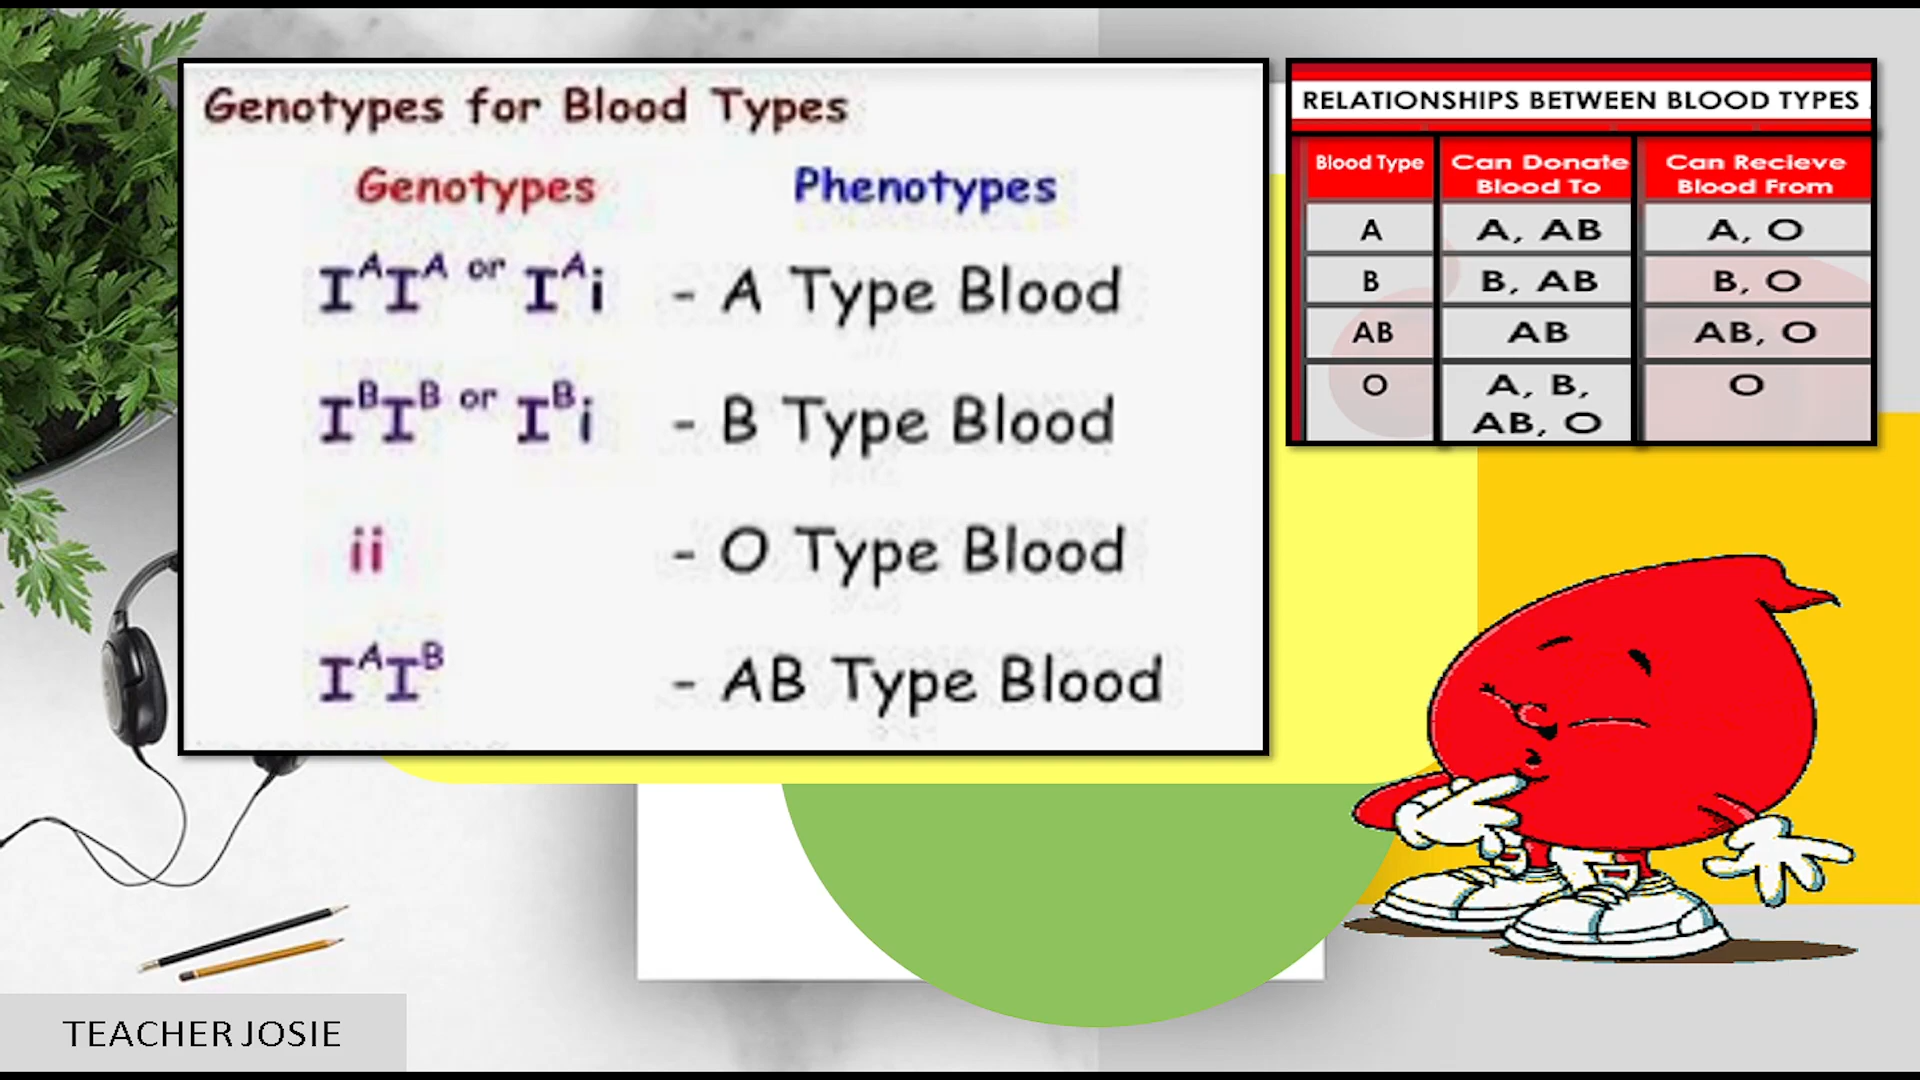 Genotypes for Blood Types
Genotypes Phenotypes
IᴬIᴬ or Iᴬi - A Type Blood
IᴮIᴮ or Iᴮi - B Type Blood
ii - O Type Blood
IᴬIᴮ - AB Type Blood
RELATIONSHIPS BETWEEN BLOOD TYPES
Blood Type Can Donate Blood To Can Recieve Blood From
A A, AB A, O
B B, AB B, O
AB AB AB, O
O A, B, AB, O O
TEACHER JOSIE